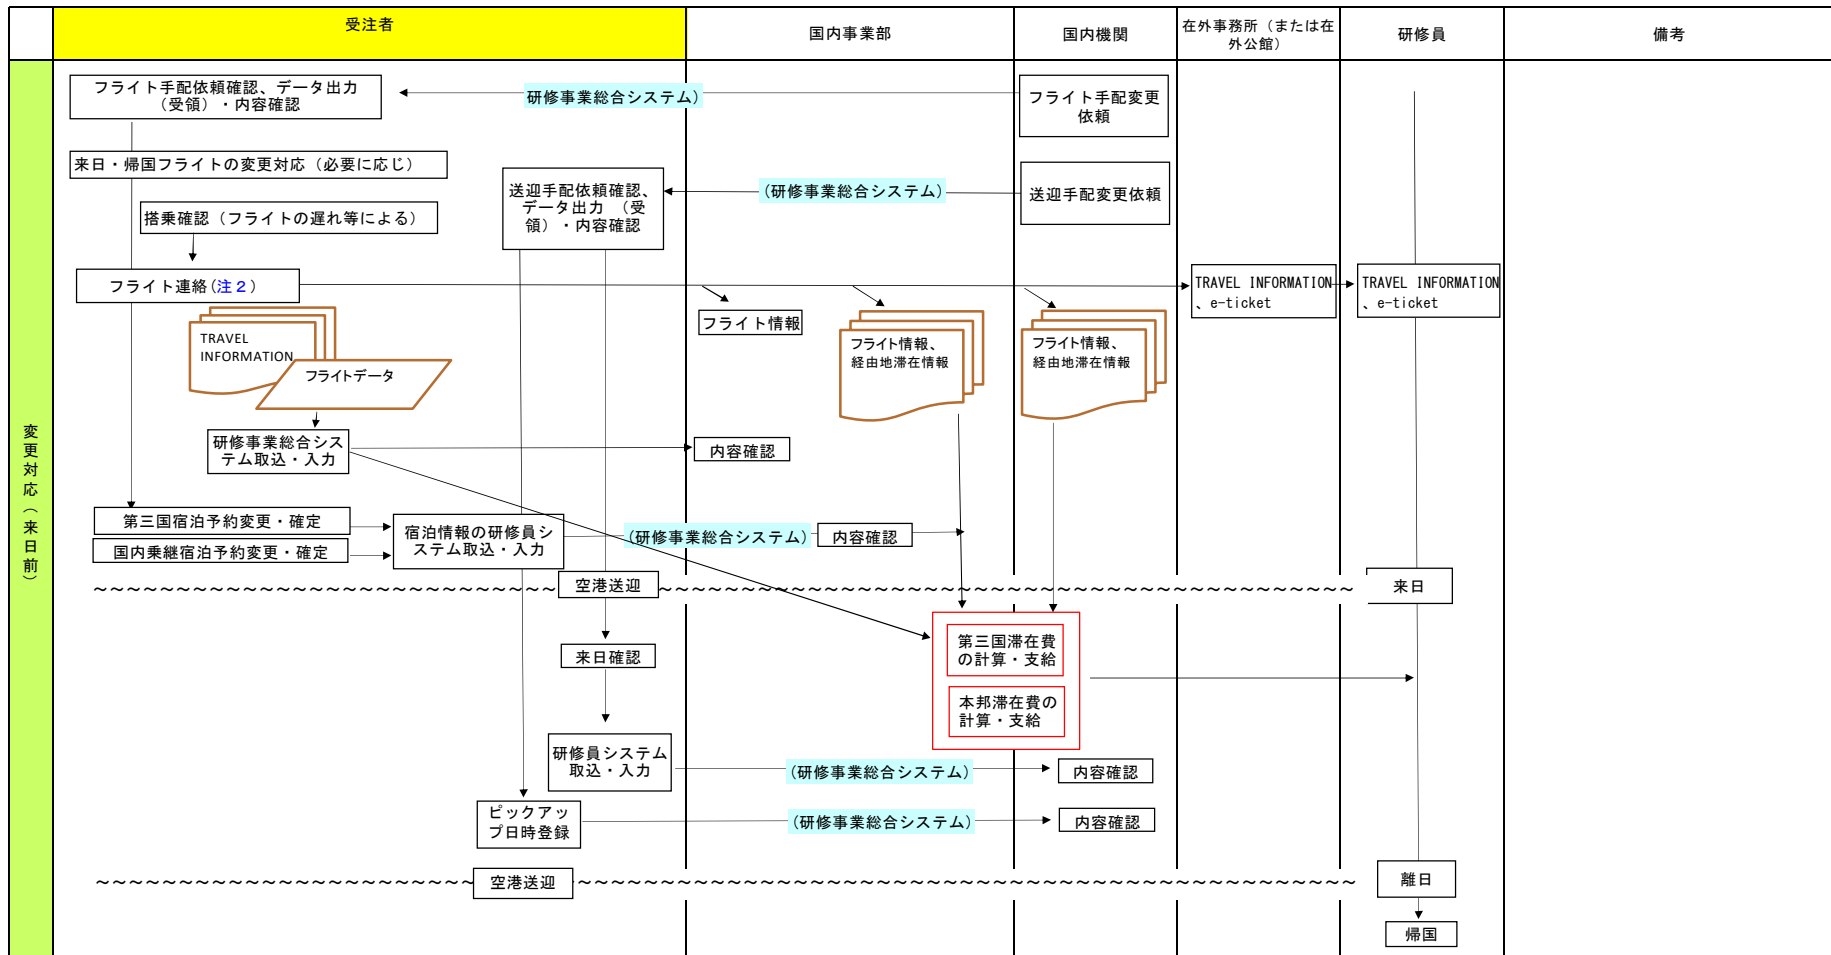 受注者
国内事業部
国内機関
在外事務所（または在
外公館）
研修員
備考
変更対応（来日前）
フライト手配依頼確認、データ出力
（受領）・内容確認
研修事業総合システム)
フライト手配変更
依頼
来日・帰国フライトの変更対応（必要に応じ）
送迎手配依頼確認、
データ出力　（受
領）・内容確認
(研修事業総合システム)
送迎手配変更依頼
搭乗確認（フライトの遅れ等による）
フライト連絡(注２)
TRAVEL INFORMATION
、e-ticket
TRAVEL INFORMATION
、e-ticket
フライト情報
TRAVEL
INFORMATION
フライトデータ
フライト情報、
経由地滞在情報
フライト情報、
経由地滞在情報
研修事業総合シス
テム取込・入力
内容確認
第三国宿泊予約変更・確定
国内乗継宿泊予約変更・確定
宿泊情報の研修員シ
ステム取込・入力
(研修事業総合システム)
内容確認
～～～～～～～～～～～～～～～～～～～～～
空港送迎
～～～～～～～～～～～～～～～～～～～～～～～～～～～～～～～
来日
来日確認
第三国滞在費
の計算・支給
本邦滞在費の
計算・支給
研修員システム
取込・入力
(研修事業総合システム)
内容確認
ピックアッ
プ日時登録
(研修事業総合システム)
内容確認
～～～～～～～～～～～～～～～～～
空港送迎
～～～～～～～～～～～～～～～～～～～～～～～～～～～～～～～～～～～
離日
帰国